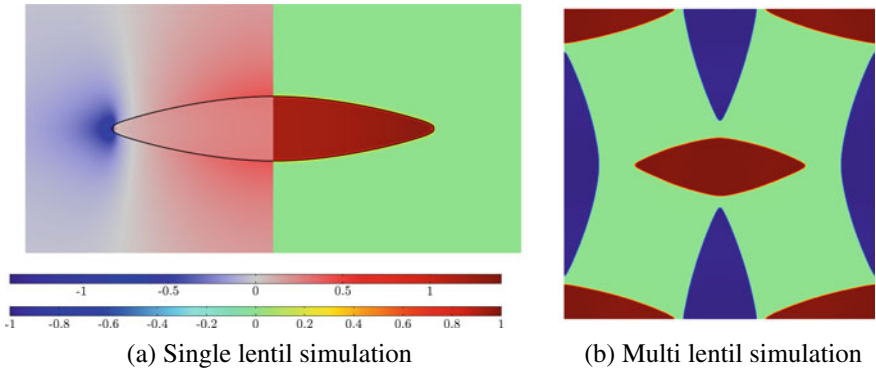 -1 -0.5 0 0.5 1
-1 -0.8 -0.6 -0.4 -0.2 0 0.2 0.4 0.6 0.8 1
(a) Single lentil simulation
(b) Multi lentil simulation